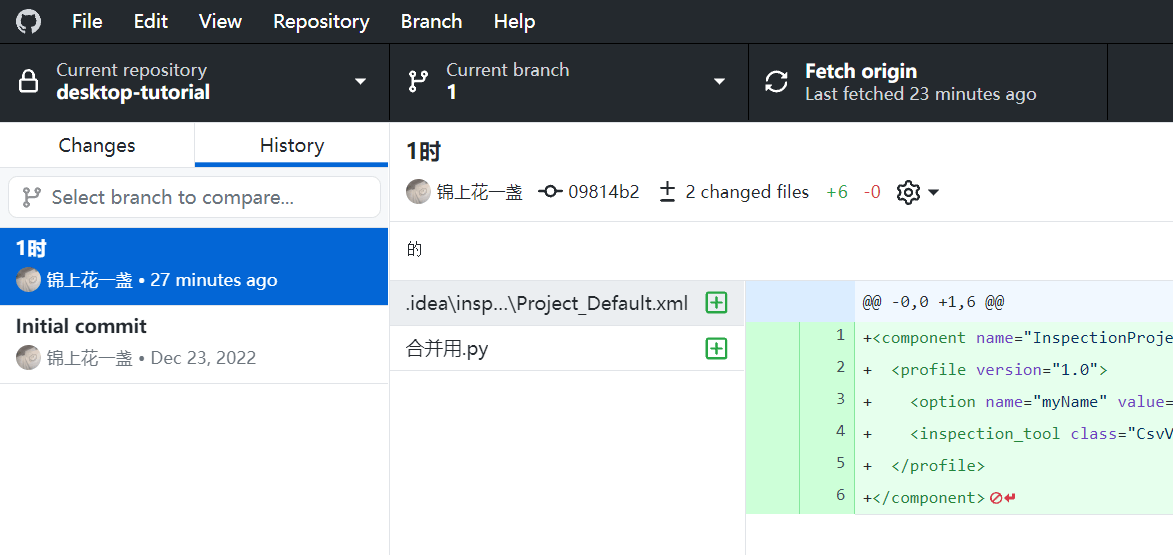 File Edit View Repository Branch Help
Current repository
desktop-tutorial
Current branch
1
Fetch origin
Last fetched 23 minutes ago
Changes History
Select branch to compare...
1时
锦上花一盏 • 27 minutes ago
Initial commit
锦上花一盏 • Dec 23, 2022
1时
锦上花一盏 09814b2 2 changed files +6 -0
的
.idea\insp...\Project_Default.xml
合并用.py
@@ -0,0 +1,6 @@
1 +<component name="InspectionProje
2 + <profile version="1.0">
3 + <option name="myName" value=
4 + <inspection_tool class="CsvV
5 + </profile>
6 +</component>